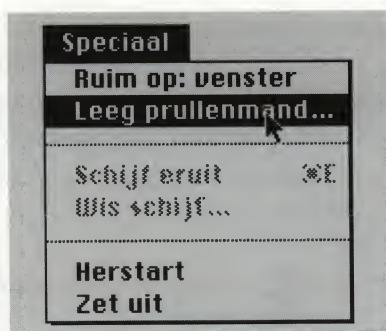 Speciaal
Ruim op: venster
Leeg prullenmand...
Schijf eruit ⌘E
Wis schijf...
Herstart
Zet uit